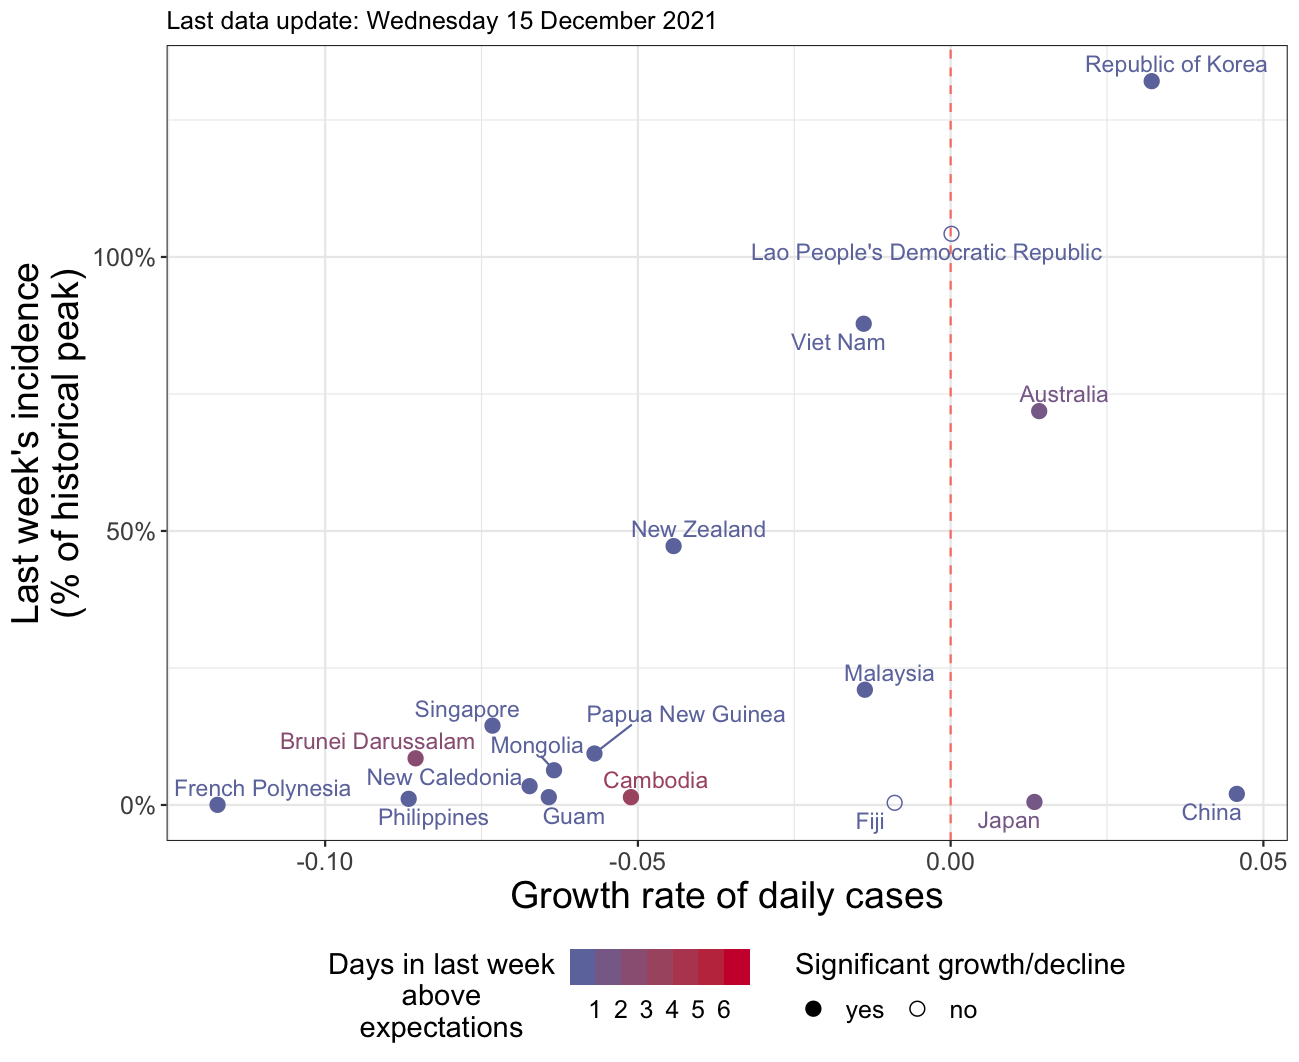 Last data update: Wednesday 15 December 2021
Republic of Korea
100%
Lao People's Democratic Republic
Viet Nam
Australia
Last week's incidence
(% of historical peak)
50%
New Zealand
Malaysia
Singapore
Papua New Guinea
Brunei Darussalam
Mongolia
New Caledonia
Cambodia
French Polynesia
0%
Philippines
Guam
Fiji
Japan
China
-0.10
-0.05
0.00
0.05
Growth rate of daily cases
Days in last week
above
expectations
1 2 3 4 5 6
Significant growth/decline
yes
no